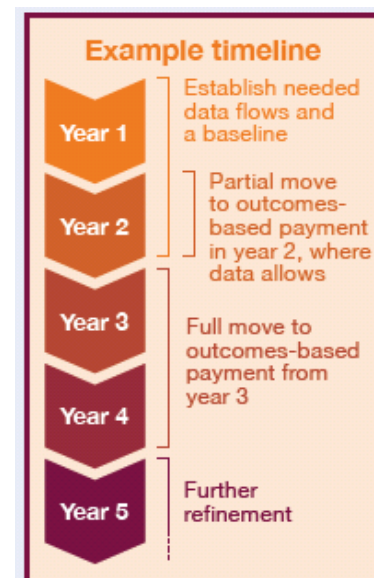 Example timeline
Year 1
Establish needed
data flows and
a baseline
Year 2
Partial move
to outcomes-
based payment
in year 2, where
data allows
Year 3
Full move to
outcomes-based
payment from
year 3
Year 4
Year 5
Further
refinement